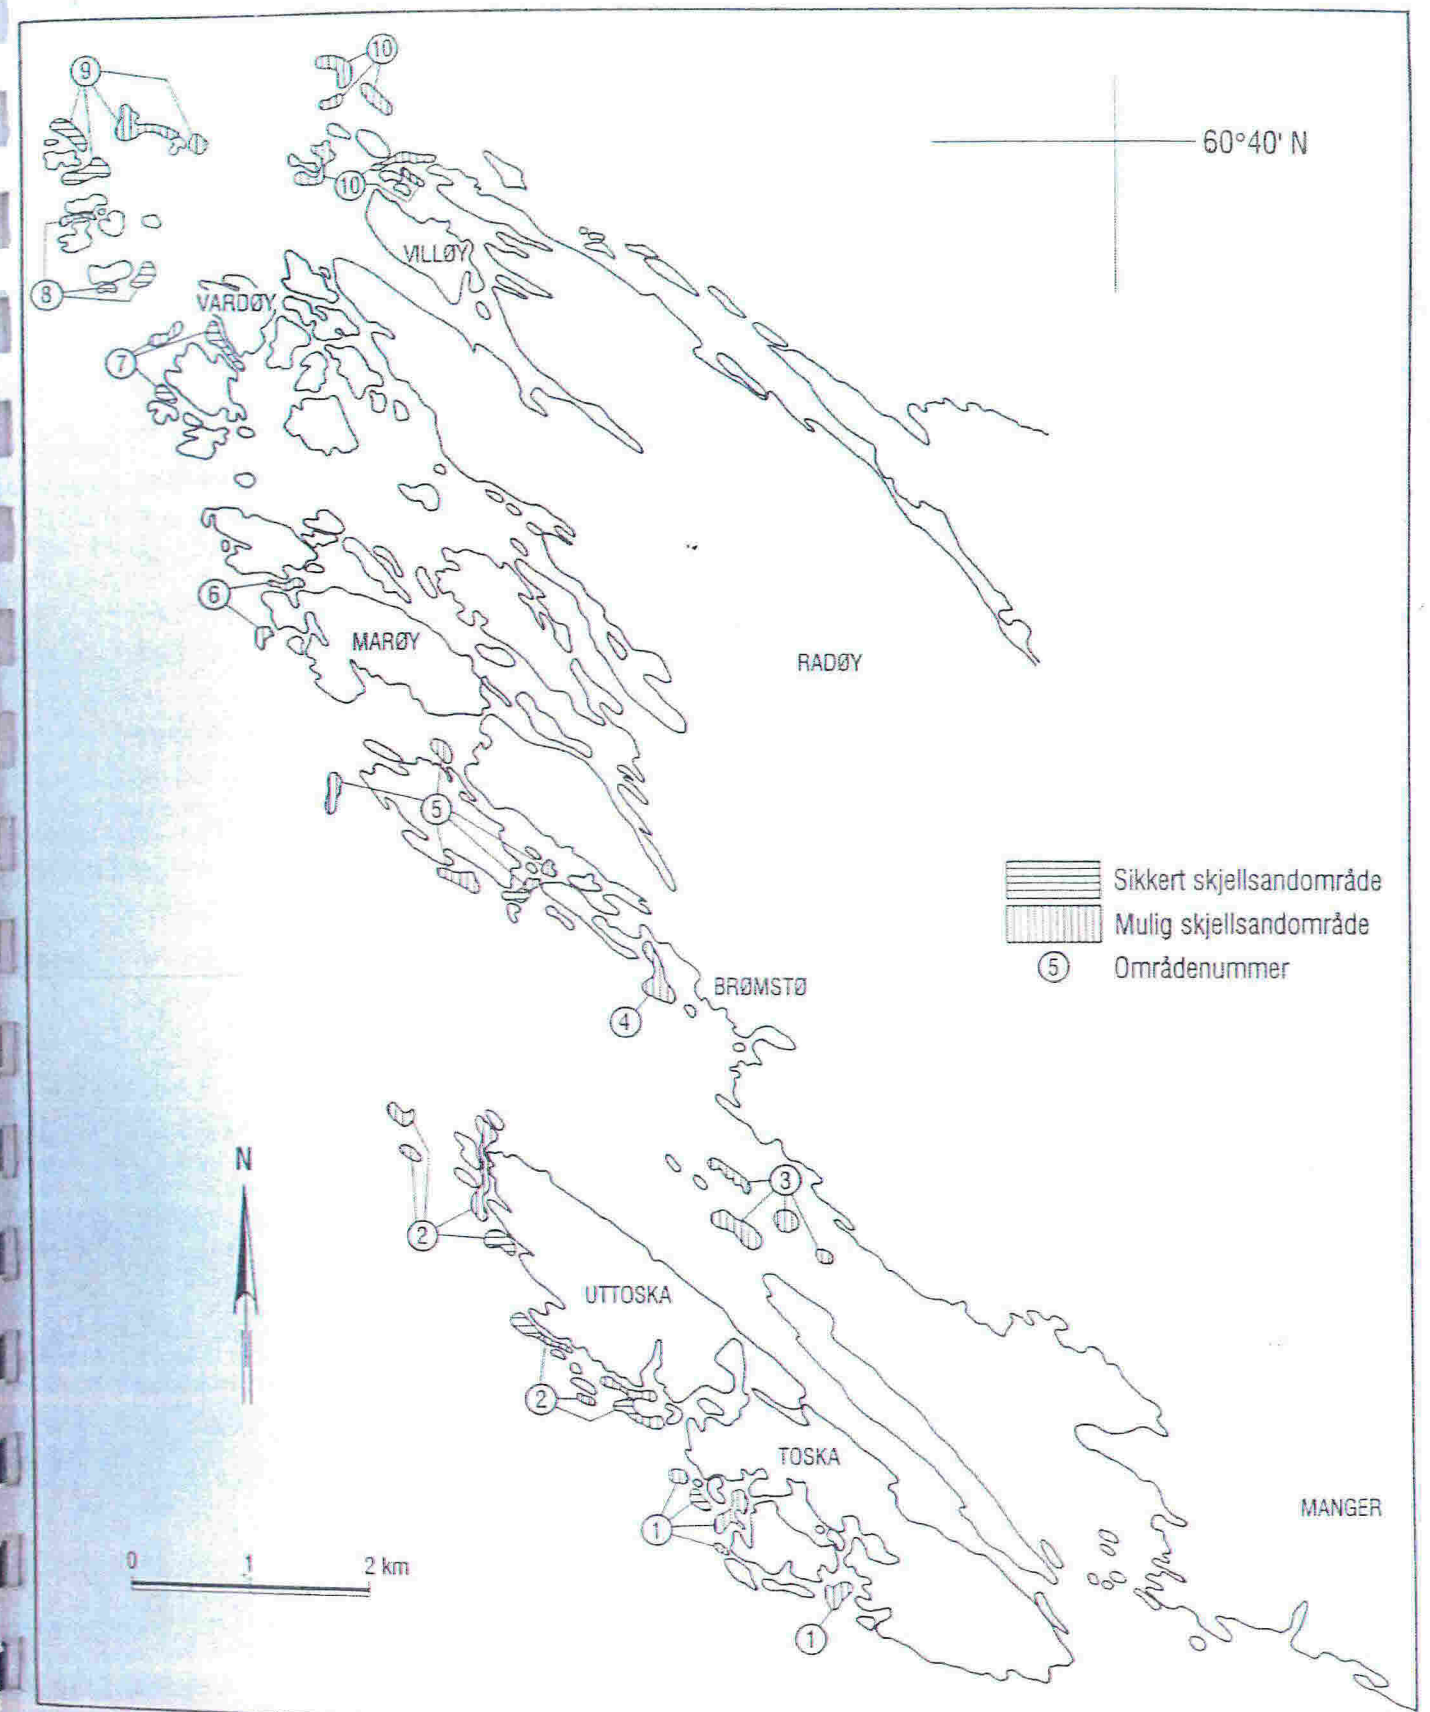 9
10
60°40' N
10
VILLØY
8
VARDØY
7
6
MARØY
RADØY
5
Sikkert skjellsandområde
Mulig skjellsandområde
5 Områdenummer
BRØMSTØ
4
N
3
2
UTTOSKA
2
TOSKA
MANGER
1
0 1 2 km
1